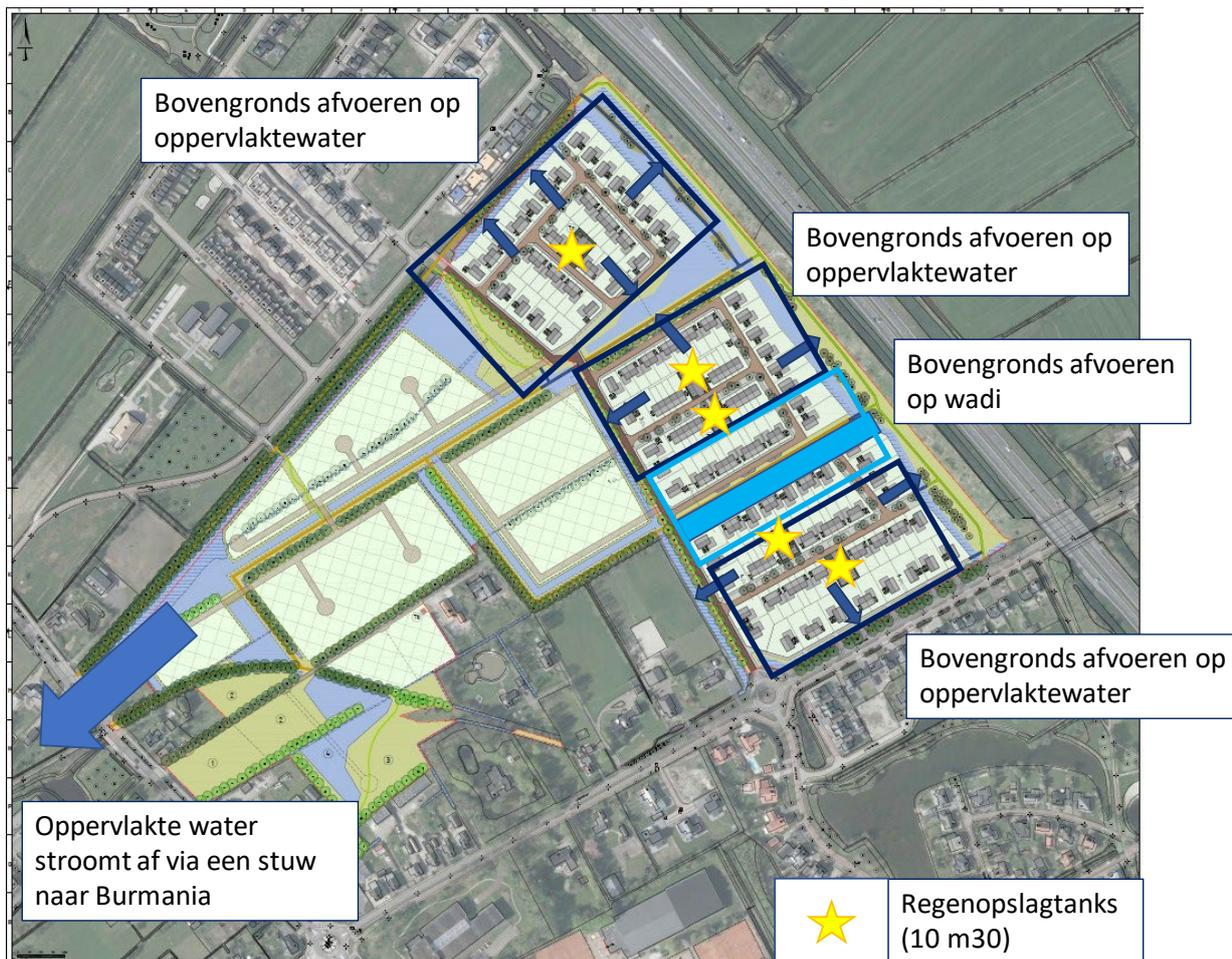 Bovengronds afvoeren op
oppervlaktewater
Bovengronds afvoeren op
oppervlaktewater
Bovengronds afvoeren
op wadi
Bovengronds afvoeren op
oppervlaktewater
Oppervlakte water
stroomt af via een stuw
naar Burmania
Regenopslagtanks
(10 m30)